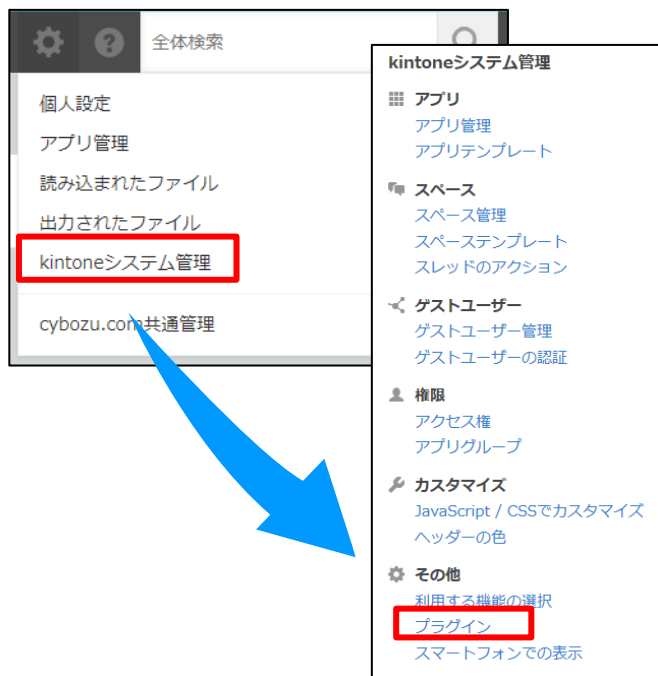 全体検索
個人設定
アプリ管理
読み込まれたファイル
出力されたファイル
kintoneシステム管理
cybozu.com共通管理
kintoneシステム管理
アプリ
アプリ管理
アプリテンプレート
スペース
スペース管理
スペーステンプレート
スレッドのアクション
ゲストユーザー
ゲストユーザー管理
ゲストユーザーの認証
権限
アクセス権
アプリグループ
カスタマイズ
JavaScript / CSSでカスタマイズ
ヘッダーの色
その他
利用する機能の選択
プラグイン
スマートフォンでの表示